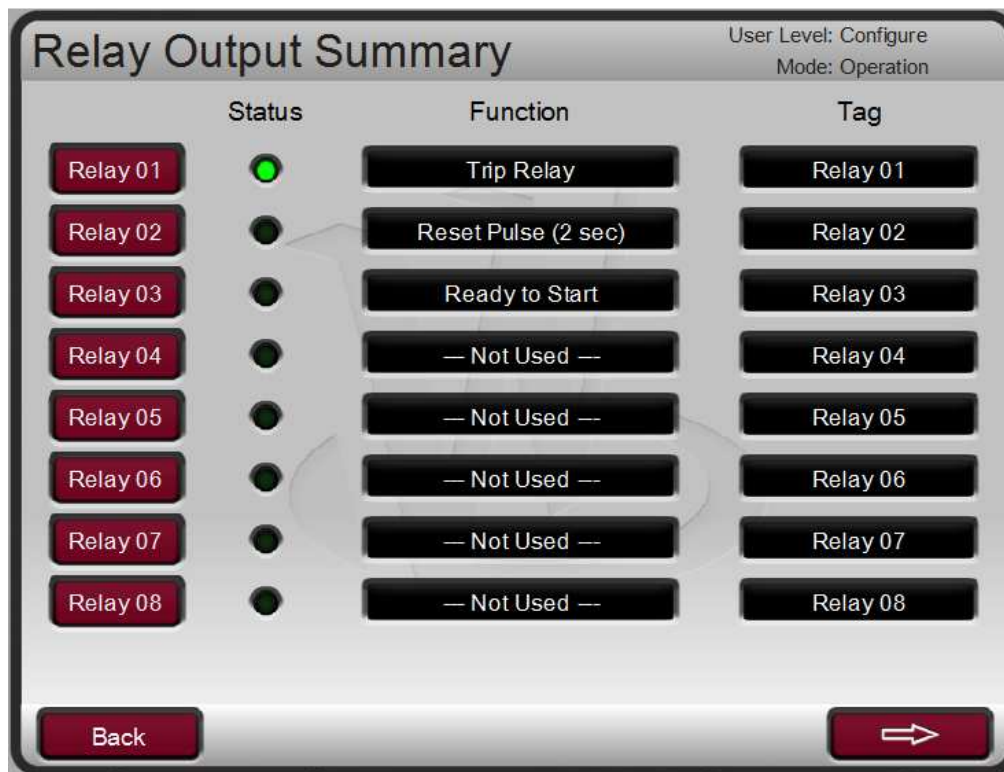 Relay Output Summary
User Level: Configure
Mode: Operation
Status Function Tag
Relay 01 Trip Relay Relay 01
Relay 02 Reset Pulse (2 sec) Relay 02
Relay 03 Ready to Start Relay 03
Relay 04 --- Not Used --- Relay 04
Relay 05 --- Not Used --- Relay 05
Relay 06 --- Not Used --- Relay 06
Relay 07 --- Not Used --- Relay 07
Relay 08 --- Not Used --- Relay 08
Back